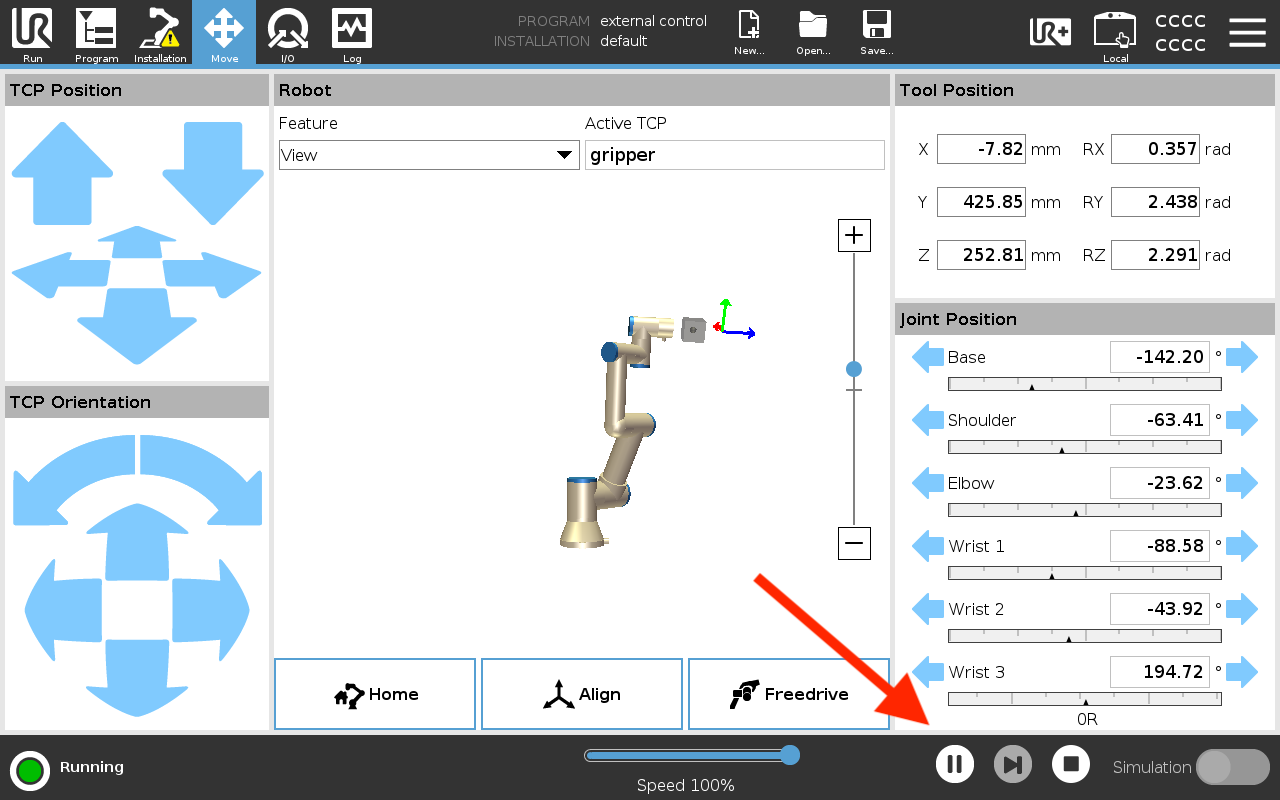 UR
Run
Program
Installation
Move
I/O
Log
PROGRAM external control
INSTALLATION default
New...
Open...
Save...
UR+
Local
CCCC
CCCC
TCP Position
Robot
Feature
Active TCP
View
gripper
Tool Position
X -7.82 mm RX 0.357 rad
Y 425.85 mm RY 2.438 rad
Z 252.81 mm RZ 2.291 rad
Joint Position
Base -142.20 °
Shoulder -63.41 °
Elbow -23.62 °
Wrist 1 -88.58 °
Wrist 2 -43.92 °
Wrist 3 194.72 °
0R
TCP Orientation
Home
Align
Freedrive
Running
Speed 100%
Simulation